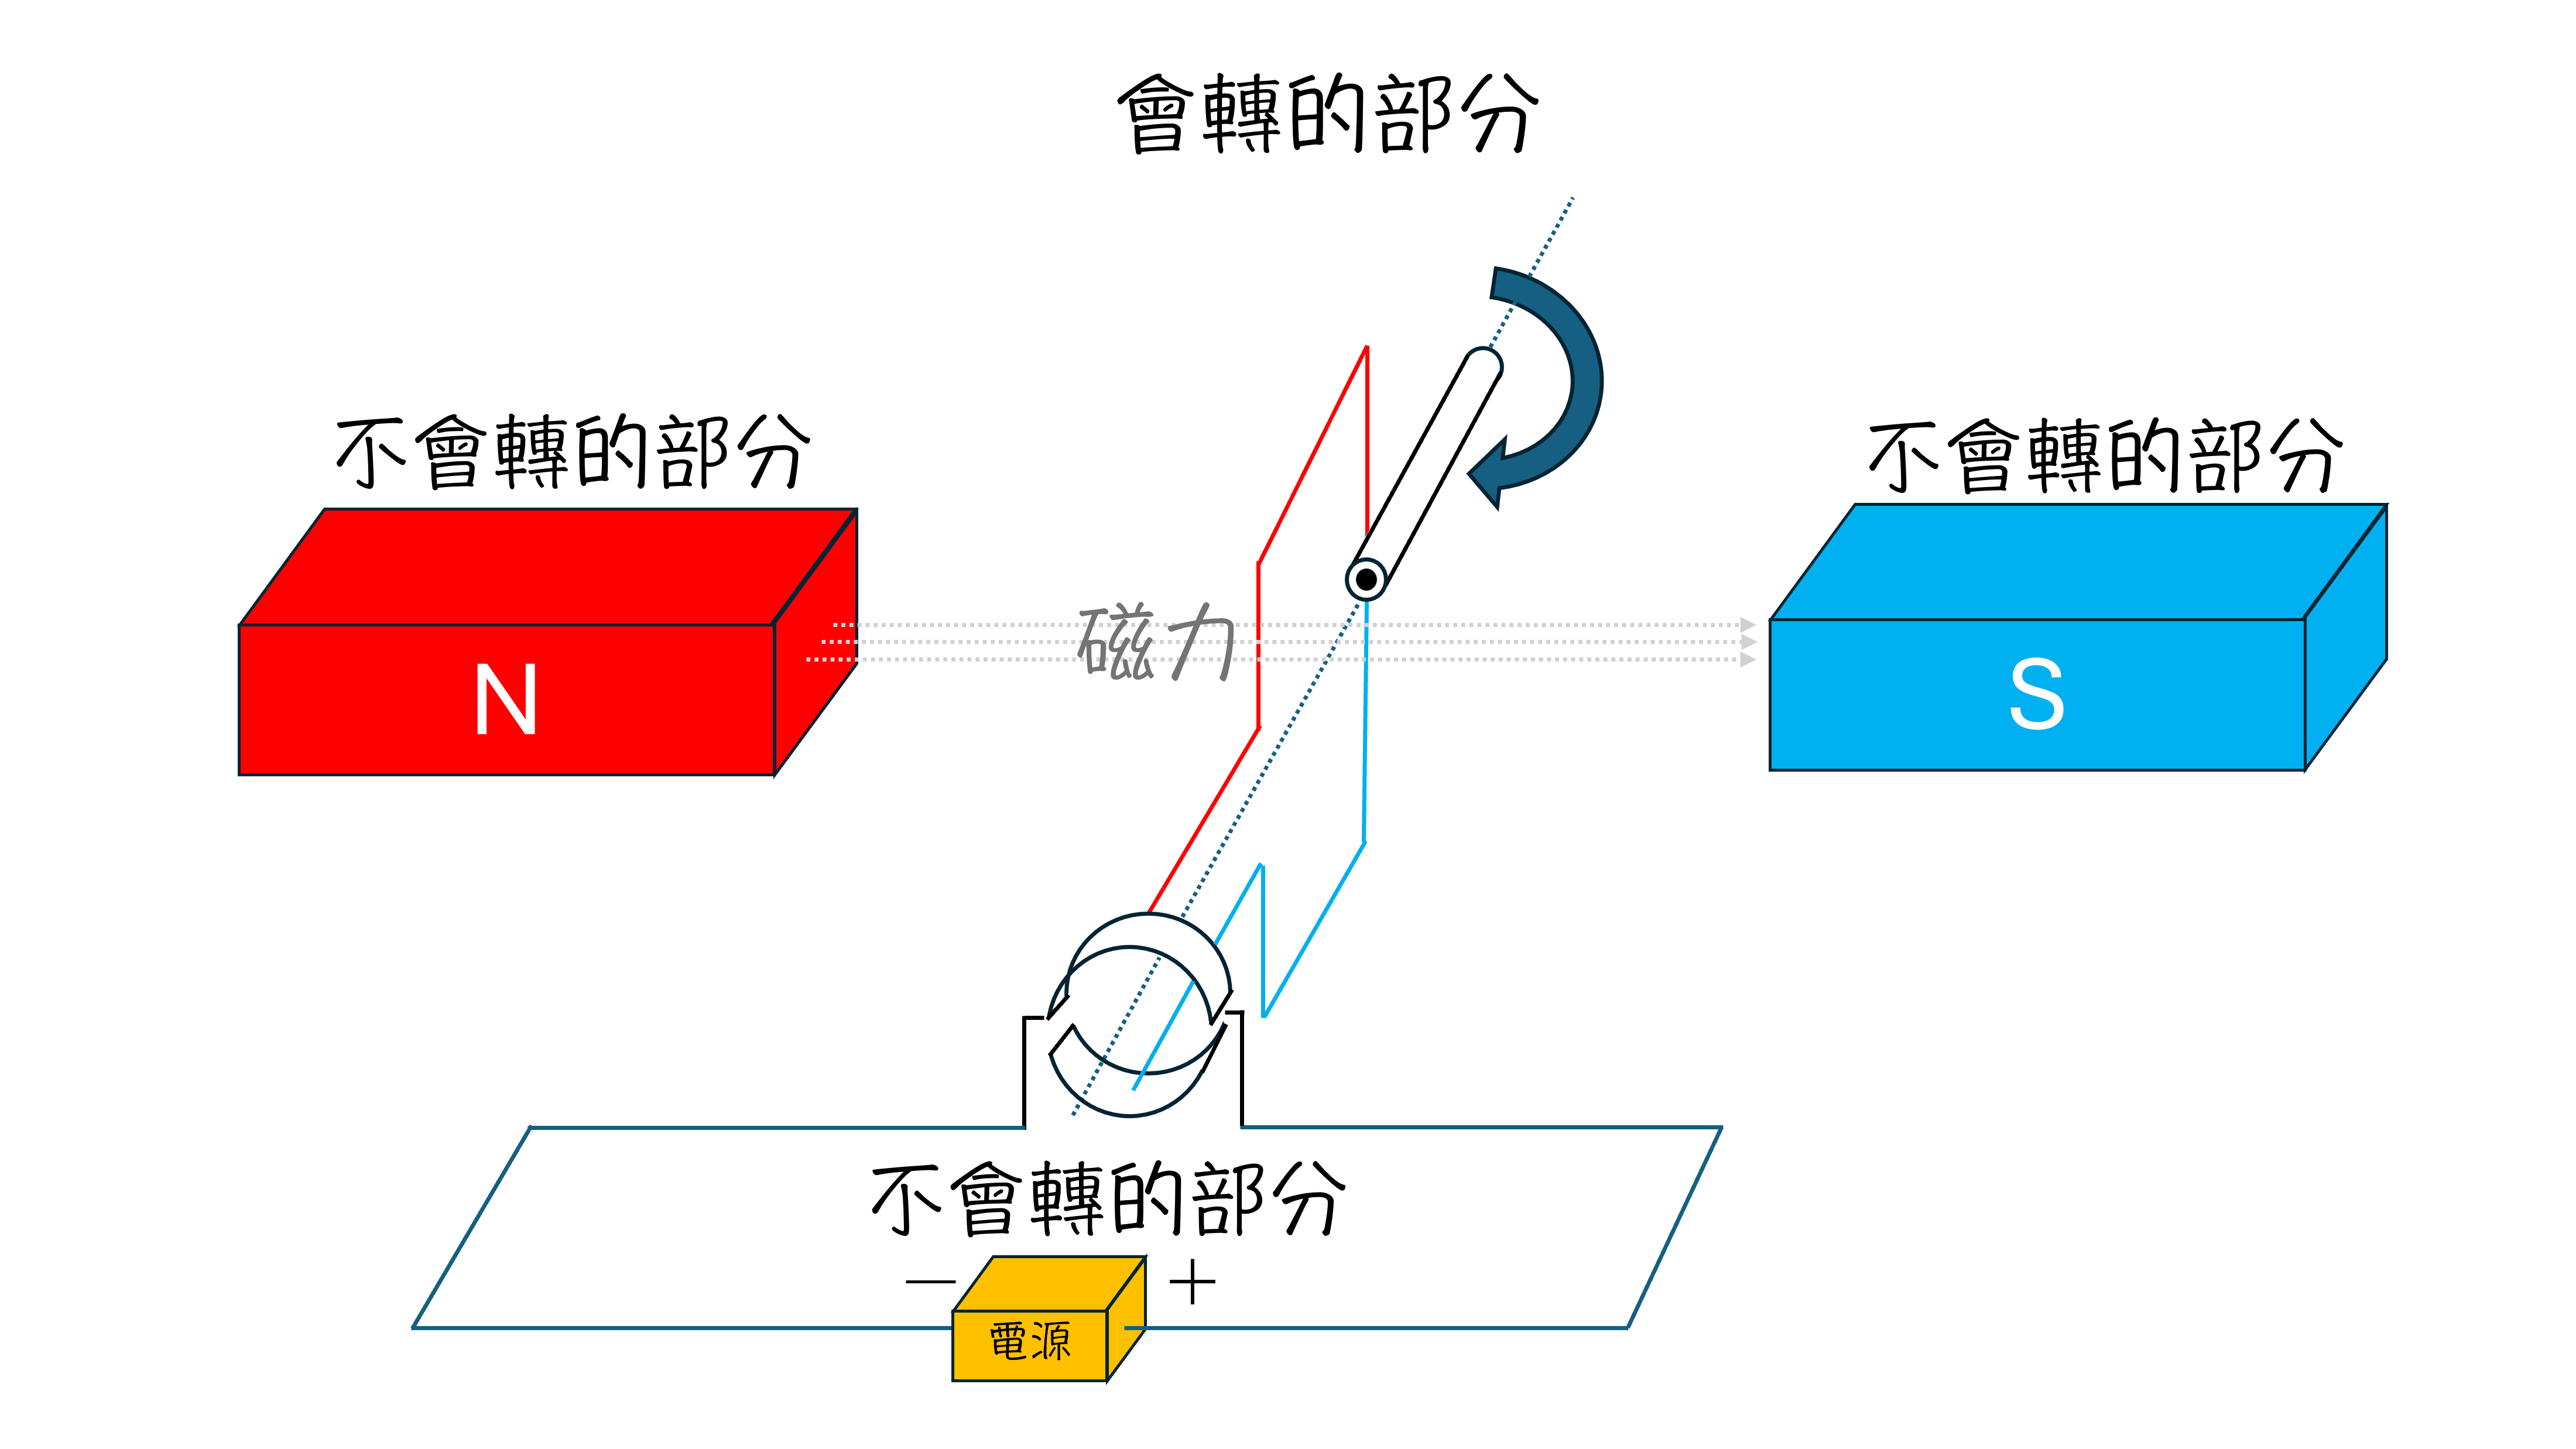 會轉的部分
不會轉的部分
不會轉的部分
磁力
N
S
不會轉的部分
— +
電源